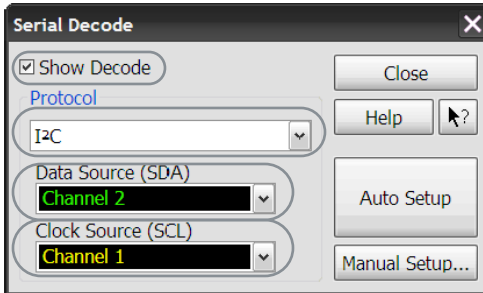 Serial Decode
Show Decode
Close
Protocol
Help
?
I²C
Data Source (SDA)
Channel 2
Auto Setup
Clock Source (SCL)
Channel 1
Manual Setup...